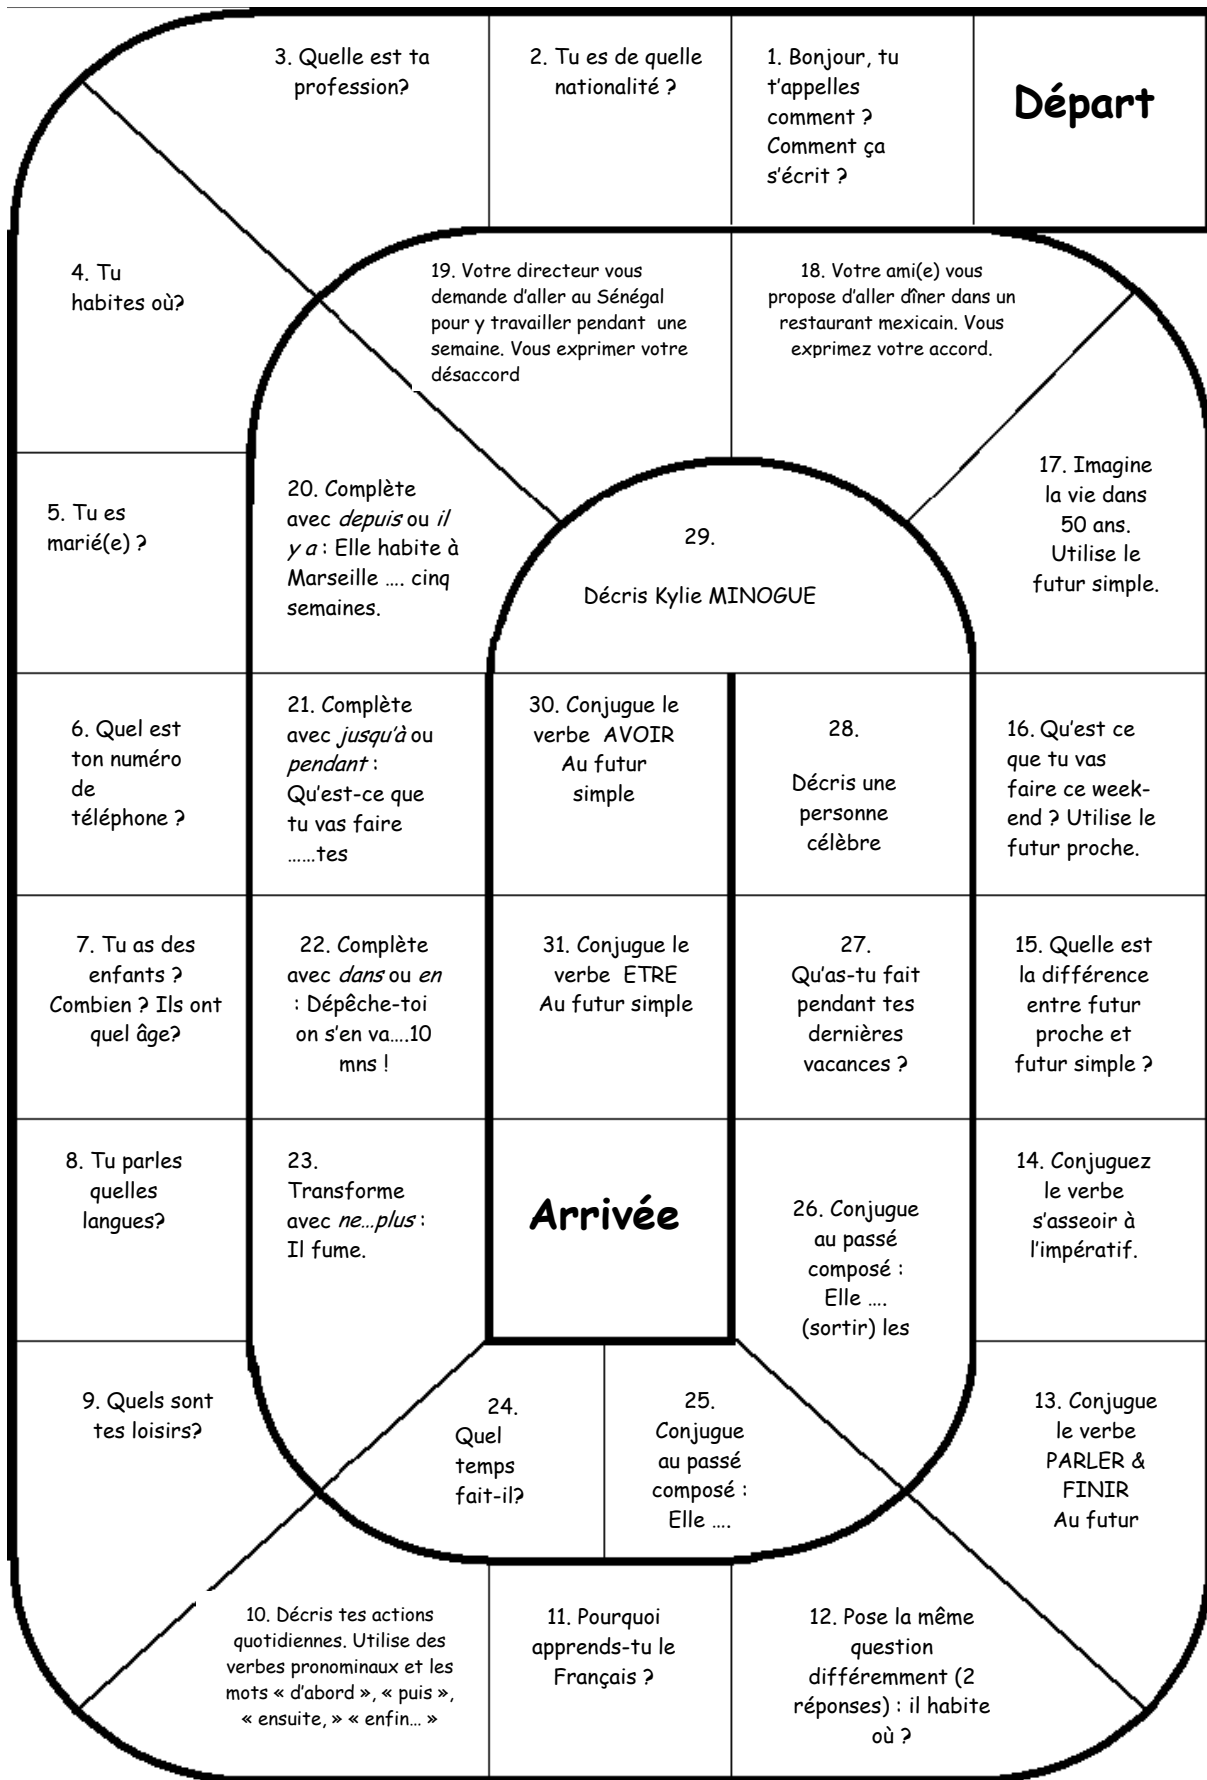 Départ
1. Bonjour, tu
t'appelles
comment ?
Comment ça
s'écrit ?
2. Tu es de quelle
nationalité ?
3. Quelle est ta
profession?
4. Tu
habites où?
5. Tu es
marié(e) ?
6. Quel est
ton numéro
de
téléphone ?
7. Tu as des
enfants ?
Combien ? Ils ont
quel âge?
8. Tu parles
quelles
langues?
9. Quels sont
tes loisirs?
10. Décris tes actions
quotidiennes. Utilise des
verbes pronominaux et les
mots « d'abord », « puis »,
« ensuite, » « enfin... »
11. Pourquoi
apprends-tu le
Français ?
12. Pose la même
question
différemment (2
réponses) : il habite
où ?
13. Conjugue
le verbe
PARLER &
FINIR
Au futur
14. Conjuguez
le verbe
s'asseoir à
l'impératif.
15. Quelle est
la différence
entre futur
proche et
futur simple ?
16. Qu'est ce
que tu vas
faire ce week-
end ? Utilise le
futur proche.
17. Imagine
la vie dans
50 ans.
Utilise le
futur simple.
18. Votre ami(e) vous
propose d'aller dîner dans un
restaurant mexicain. Vous
exprimez votre accord.
19. Votre directeur vous
demande d'aller au Sénégal
pour y travailler pendant une
semaine. Vous exprimer votre
désaccord
20. Complète
avec depuis ou il
y a : Elle habite à
Marseille .... cinq
semaines.
21. Complète
avec jusqu'à ou
pendant :
Qu'est-ce que
tu vas faire
......tes
22. Complète
avec dans ou en
: Dépêche-toi
on s'en va....10
mns !
23.
Transforme
avec ne...plus :
Il fume.
24.
Quel
temps
fait-il?
25.
Conjugue
au passé
composé :
Elle ....
26. Conjugue
au passé
composé :
Elle ....
(sortir) les
27.
Qu'as-tu fait
pendant tes
dernières
vacances ?
28.
Décris une
personne
célèbre
29.
Décris Kylie MINOGUE
30. Conjugue le
verbe AVOIR
Au futur
simple
31. Conjugue le
verbe ETRE
Au futur simple
Arrivée